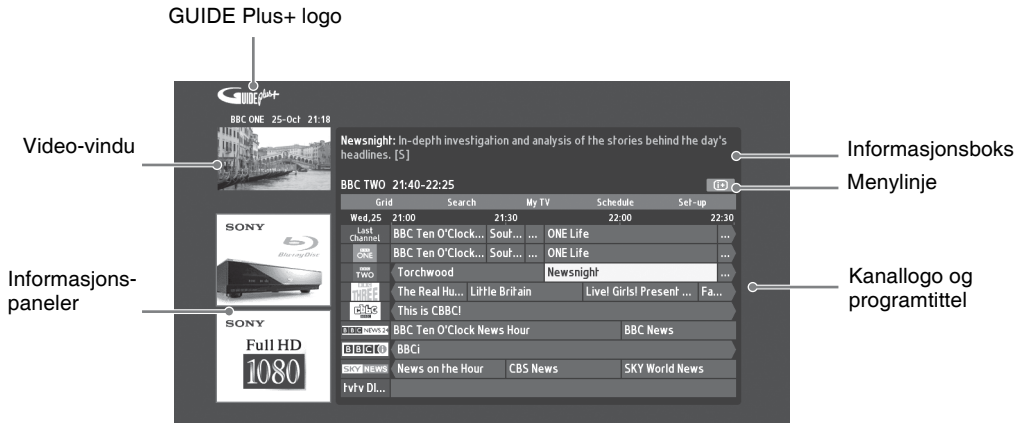 GUIDE Plus+ logo
GUIDE plus+
BBC ONE 25-Oct 21:18
Video-vindu
Newsnight: In-depth investigation and analysis of the stories behind the day's
headlines. [S]
Informasjonsboks
BBC TWO 21:40-22:25
i+
Menylinje
Grid Search My TV Schedule Set-up
Wed,25 21:00 21:30 22:00 22:30
Last
Channel BBC Ten O'Clock... Sout... ... ONE Life ...
BBC
ONE BBC Ten O'Clock... Sout... ... ONE Life ...
BBC
TWO Torchwood Newsnight ...
BBC
THREE The Real Hu... Little Britain Live! Girls! Present ... Fa...
CBBC This is CBBC!
BBC NEWS 24 BBC Ten O'Clock News Hour BBC News
BBC i BBCi
SKY NEWS News on the Hour CBS News SKY World News
tvtv DI...
SONY
Blu-ray Disc
Informasjons-
paneler
SONY
Full HD
1080
Kanallogo og
programtittel